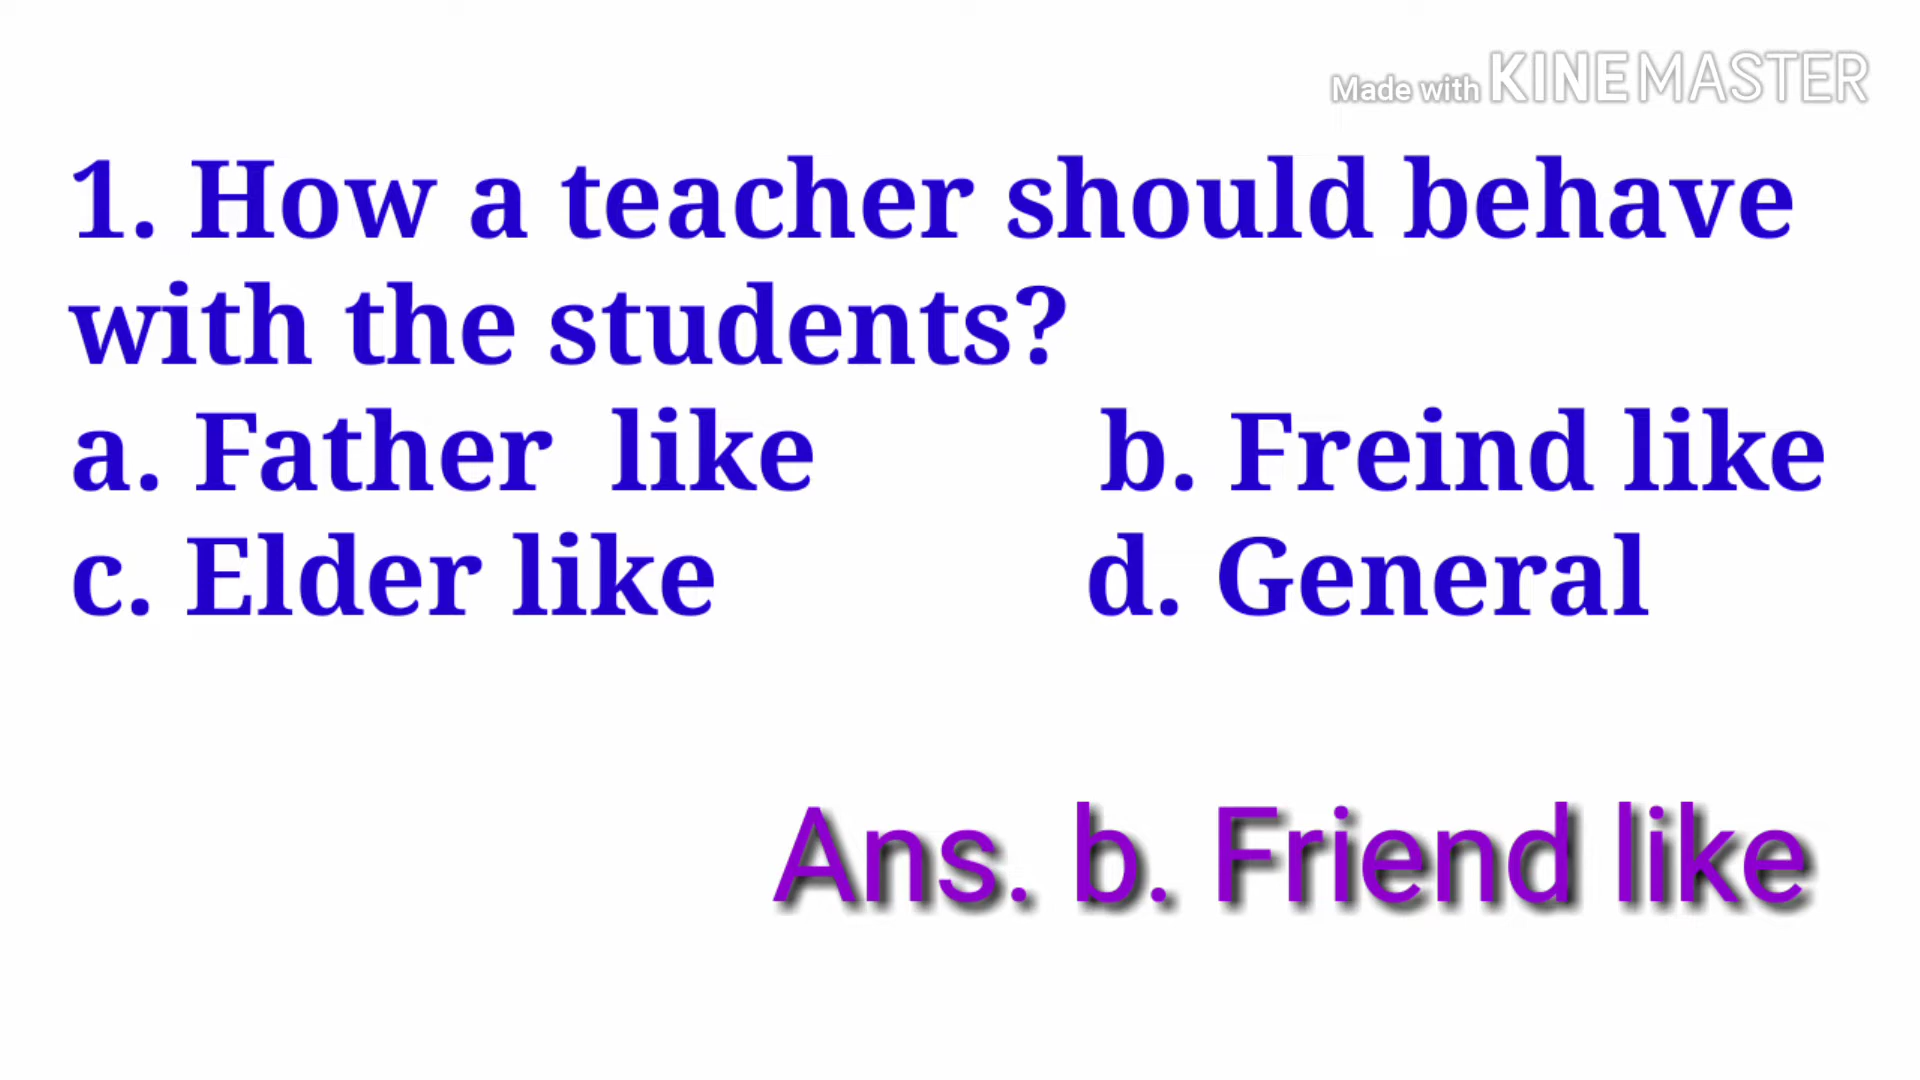 Made with KINEMASTER
1. How a teacher should behave
with the students?
a. Father like b. Freind like
c. Elder like d. General
Ans. b. Friend like